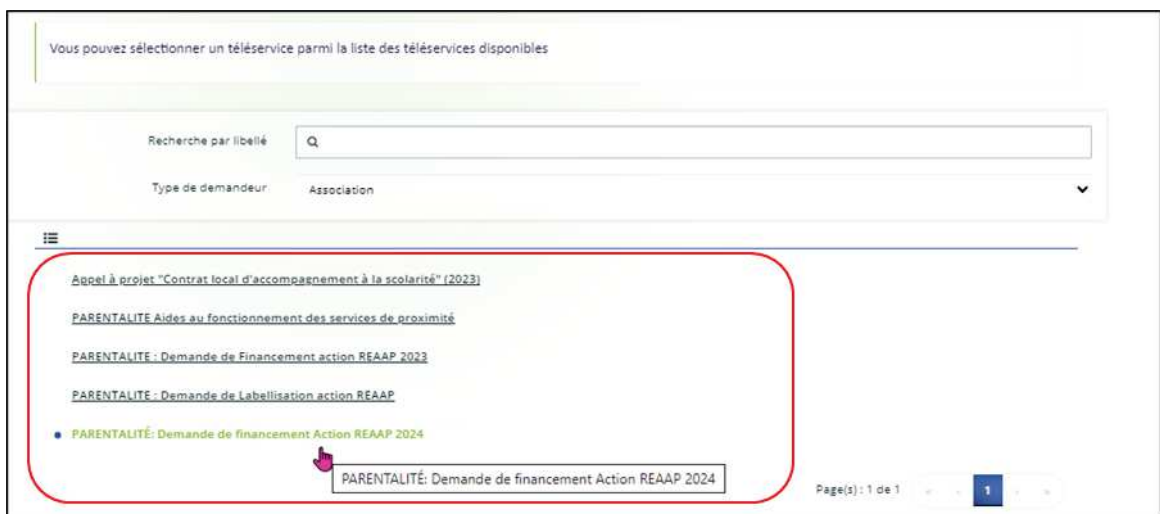 Vous pouvez sélectionner un téléservice parmi la liste des téléservices disponibles
Recherche par libellé
Type de demandeur Association
Appel à projet "Contrat local d'accompagnement à la scolarité" (2023)
PARENTALITE Aides au fonctionnement des services de proximité
PARENTALITE : Demande de Financement action REAAP 2023
PARENTALITE : Demande de Labellisation action REAAP
PARENTALITÉ: Demande de financement Action REAAP 2024
PARENTALITÉ: Demande de financement Action REAAP 2024
Page(s) : 1 de 1 « ‹ 1 › »